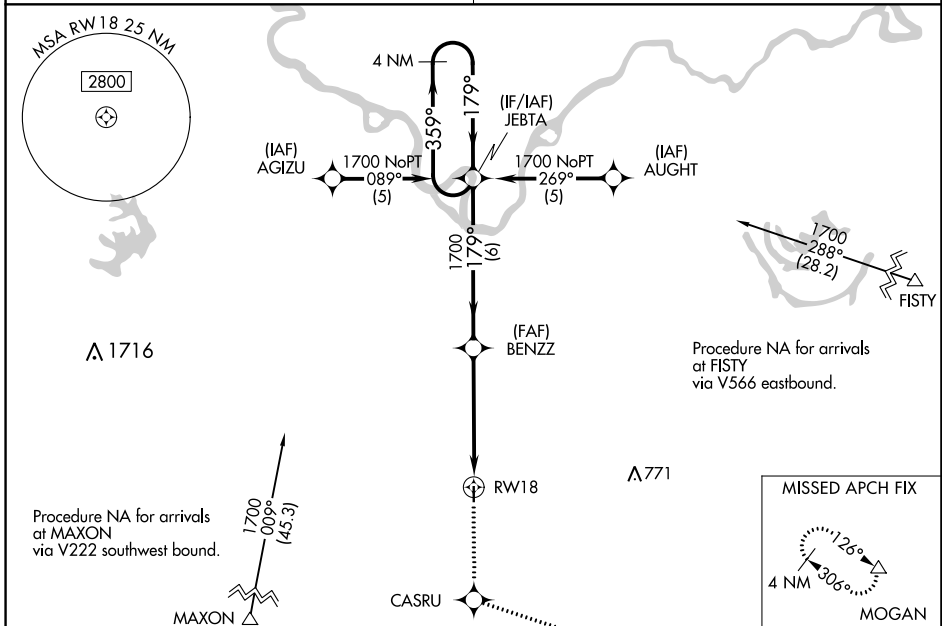 MSA RW18 25 NM
2800
4 NM
359°
179°
(IF/IAF)
JEBTA
(IAF)
AGIZU
1700 NoPT
089°
(5)
1700 NoPT
269°
(5)
(IAF)
AUGHT
1700
179°
(6)
1700
288°
(28.2)
FISTY
1716
(FAF)
BENZZ
Procedure NA for arrivals
at FISTY
via V566 eastbound.
RW18
771
Procedure NA for arrivals
at MAXON
via V222 southwest bound.
1700
009°
(45.3)
MAXON
CASRU
MISSED APCH FIX
126°
306°
4 NM
MOGAN